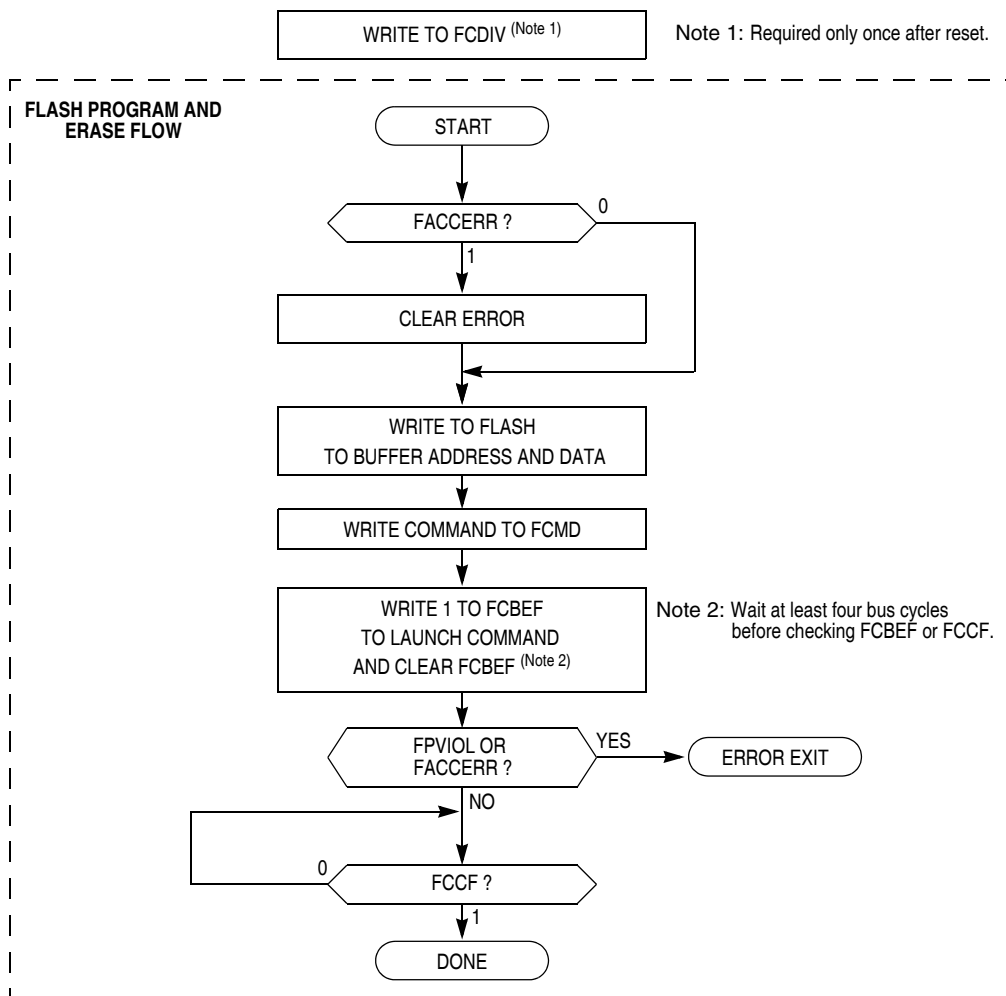 WRITE TO FCDIV (Note 1)
Note 1: Required only once after reset.
FLASH PROGRAM AND
ERASE FLOW
START
FACCERR ?
0
1
CLEAR ERROR
WRITE TO FLASH
TO BUFFER ADDRESS AND DATA
WRITE COMMAND TO FCMD
WRITE 1 TO FCBEF
TO LAUNCH COMMAND
AND CLEAR FCBEF (Note 2)
Note 2: Wait at least four bus cycles
before checking FCBEF or FCCF.
FPVIOL OR
FACCERR ?
YES
ERROR EXIT
NO
0
FCCF ?
1
DONE